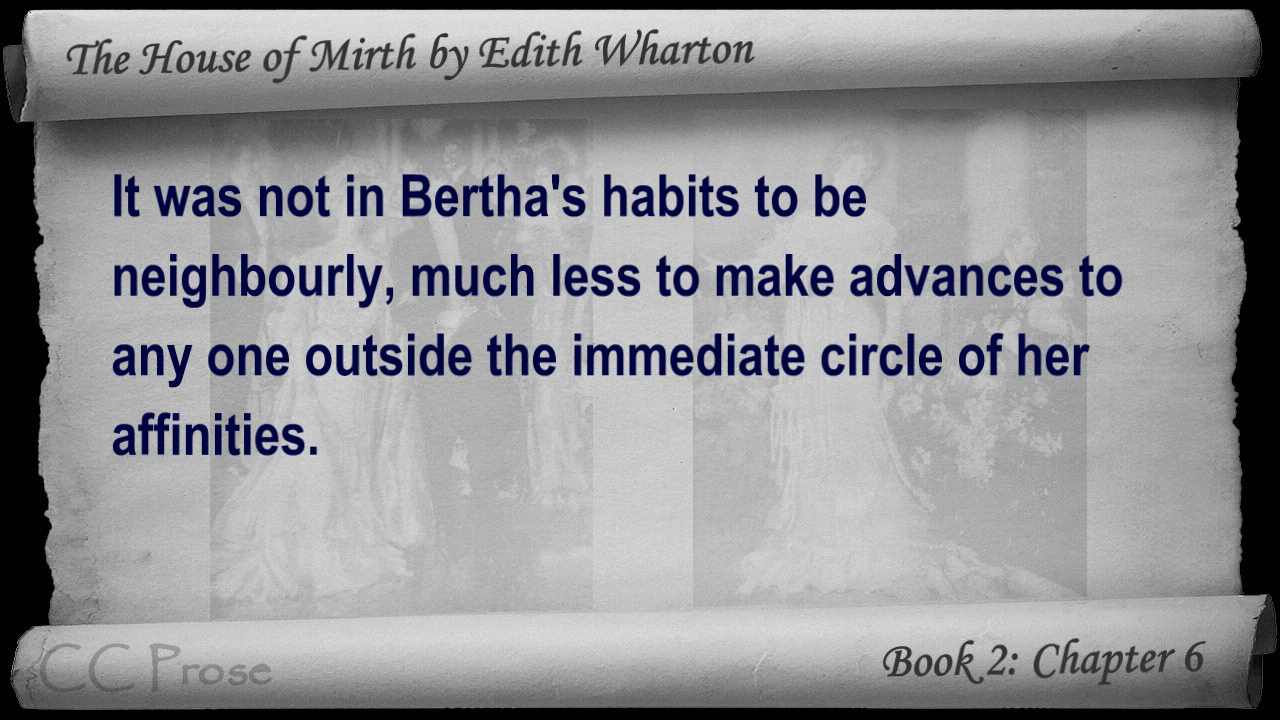 The House of Mirth by Edith Wharton
It was not in Bertha's habits to be
neighbourly, much less to make advances to
any one outside the immediate circle of her
affinities.
CC Prose
Book 2: Chapter 6